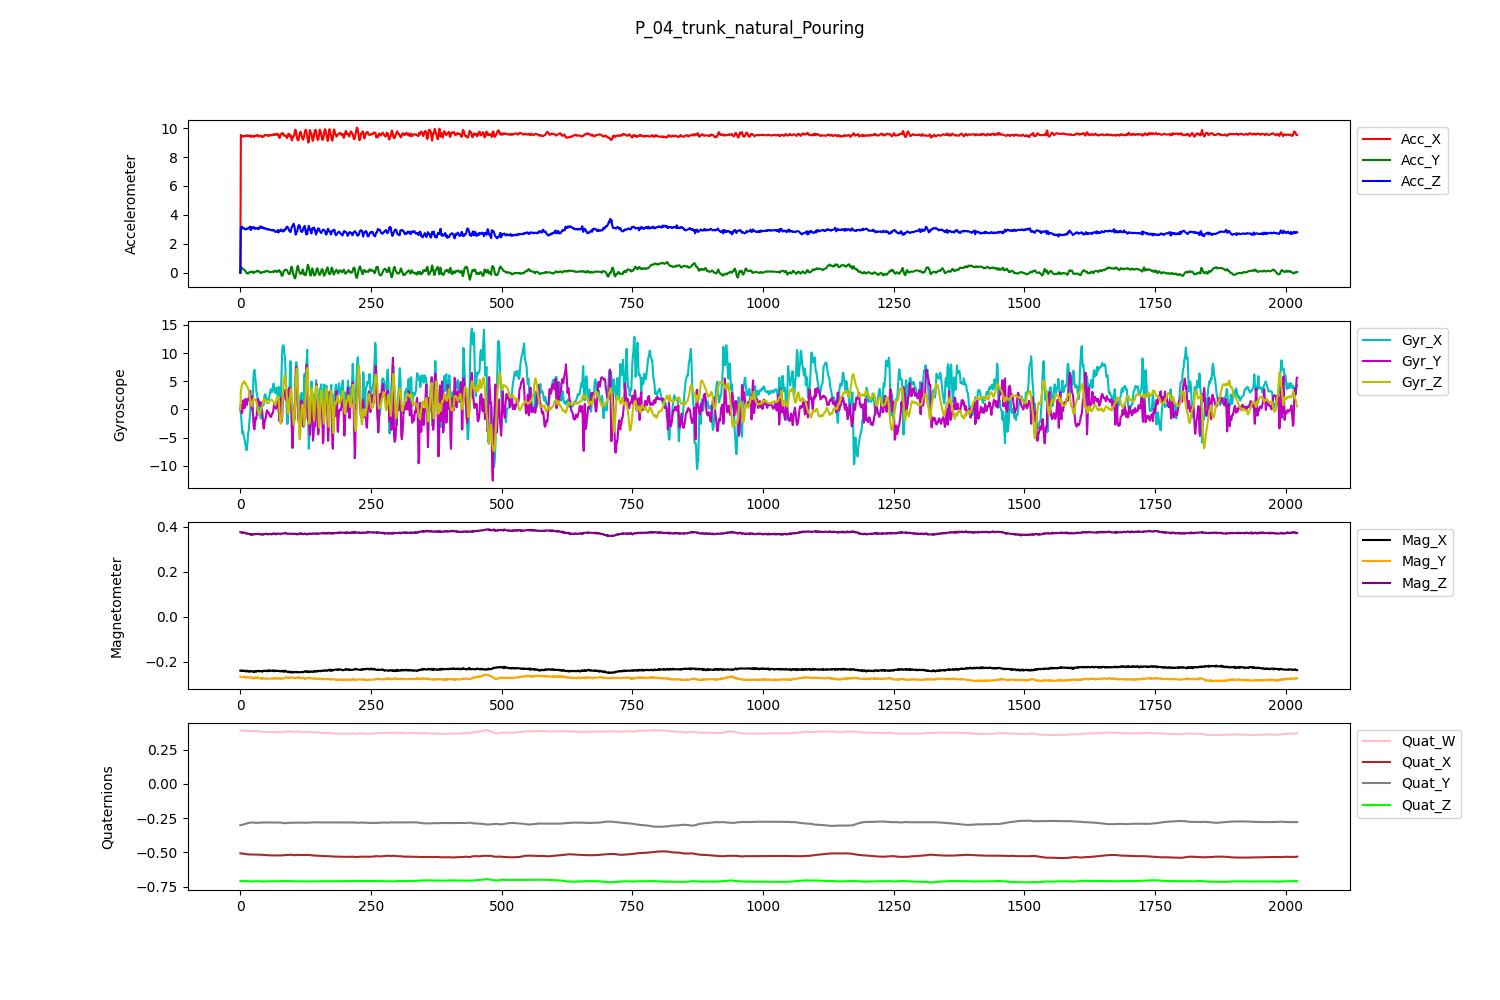 P_04_trunk_natural_Pouring
Accelerometer
10
8
6
4
2
0
0 250 500 750 1000 1250 1500 1750 2000
Acc_X
Acc_Y
Acc_Z
Gyroscope
15
10
5
0
−5
−10
0 250 500 750 1000 1250 1500 1750 2000
Gyr_X
Gyr_Y
Gyr_Z
Magnetometer
0.4
0.2
0.0
−0.2
0 250 500 750 1000 1250 1500 1750 2000
Mag_X
Mag_Y
Mag_Z
Quaternions
0.25
0.00
−0.25
−0.50
−0.75
0 250 500 750 1000 1250 1500 1750 2000
Quat_W
Quat_X
Quat_Y
Quat_Z